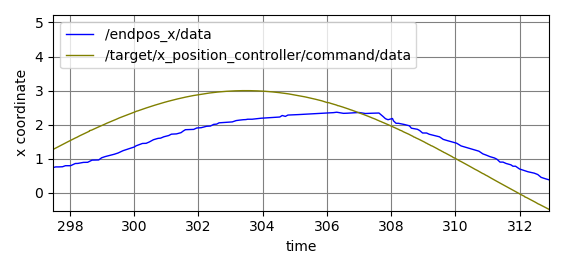 /endpos_x/data
/target/x_position_controller/command/data
5
4
3
2
1
0
x coordinate
298 300 302 304 306 308 310 312
time